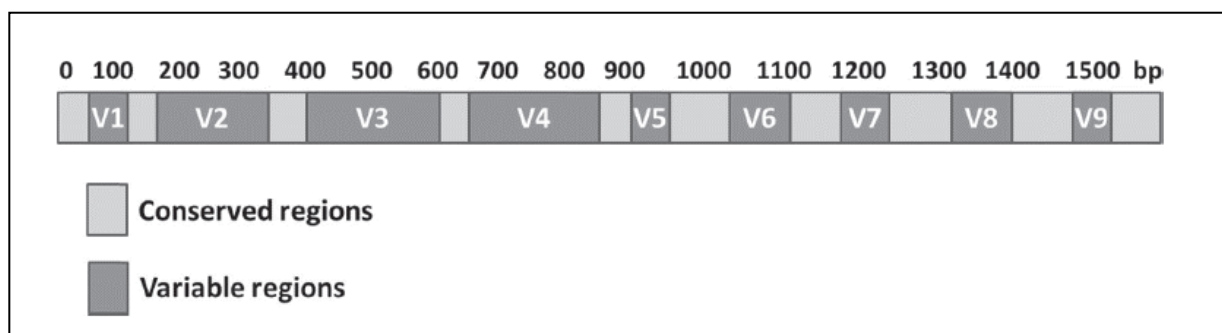 0 100 200 300 400 500 600 700 800 900 1000 1100 1200 1300 1400 1500 bp
V1 V2 V3 V4 V5 V6 V7 V8 V9
Conserved regions
Variable regions